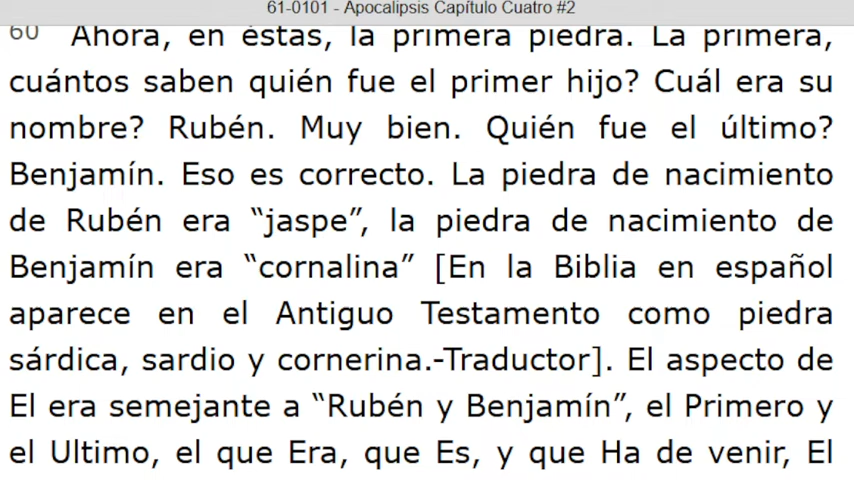 61-0101 - Apocalipsis Capítulo Cuatro #2
60 Ahora, en éstas, la primera piedra. La primera,
cuántos saben quién fue el primer hijo? Cuál era su
nombre? Rubén. Muy bien. Quién fue el último?
Benjamín. Eso es correcto. La piedra de nacimiento
de Rubén era “jaspe”, la piedra de nacimiento de
Benjamín era “cornalina” [En la Biblia en español
aparece en el Antiguo Testamento como piedra
sárdica, sardio y cornerina.-Traductor]. El aspecto de
El era semejante a “Rubén y Benjamín”, el Primero y
el Ultimo, el que Era, que Es, y que Ha de venir, El